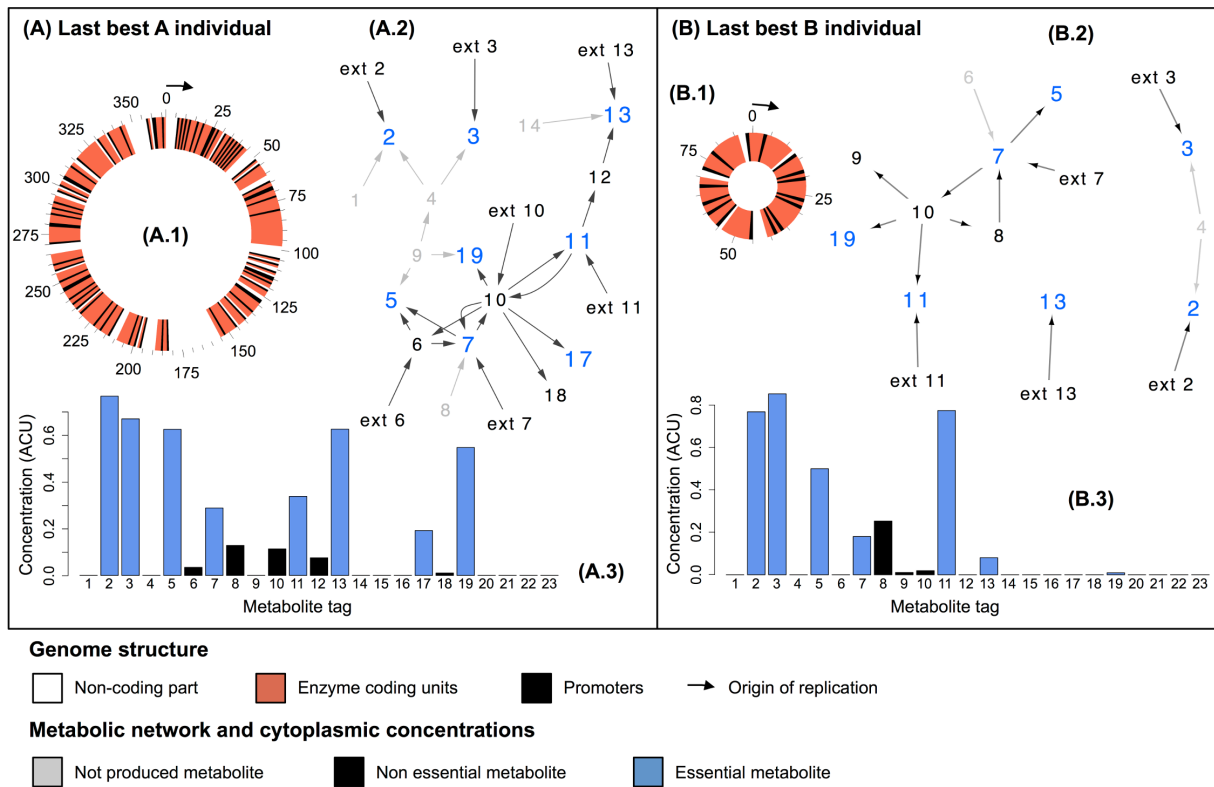 (A) Last best A individual
(A.2)
ext 13
ext 3
ext 2
0
350
25
325
50
300
75
(A.1)
275
100
250
125
225
150
200
175
14
13
2
3
12
1
4
ext 10
9
19
11
10
5
ext 11
6
7
17
18
ext 6
8
ext 7
Concentration (ACU)
0.6
0.4
0.2
0.0
1 2 3 4 5 6 7 8 9 10 11 12 13 14 15 16 17 18 19 20 21 22 23
(A.3)
Metabolite tag
(B) Last best B individual
(B.2)
(B.1)
0
75
25
50
6
5
ext 3
9
7
3
ext 7
10
4
19
8
11
13
2
ext 11
ext 13
ext 2
Concentration (ACU)
0.8
0.6
0.4
0.2
0.0
(B.3)
1 2 3 4 5 6 7 8 9 10 11 12 13 14 15 16 17 18 19 20 21 22 23
Metabolite tag
Genome structure
Non-coding part
Enzyme coding units
Promoters
Origin of replication
Metabolic network and cytoplasmic concentrations
Not produced metabolite
Non essential metabolite
Essential metabolite